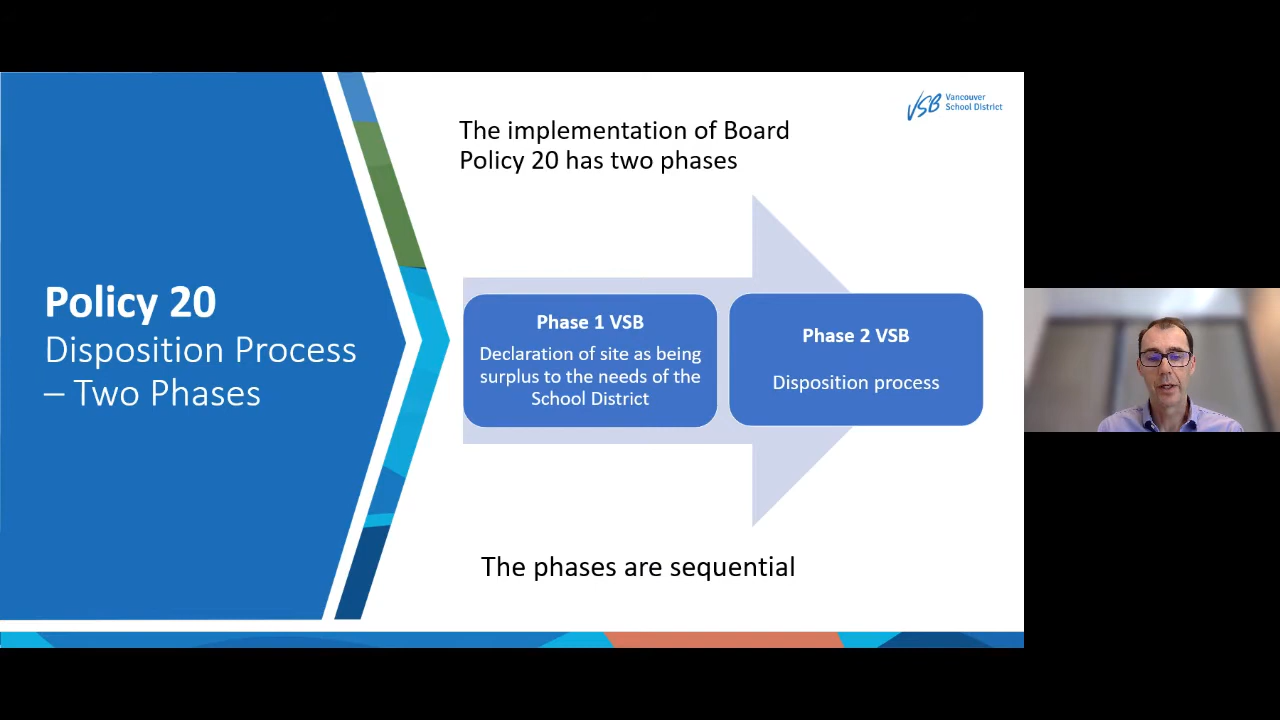 Policy 20
Disposition Process
– Two Phases
VSB Vancouver
School District
The implementation of Board
Policy 20 has two phases
Phase 1 VSB
Declaration of site as being
surplus to the needs of the
School District
Phase 2 VSB
Disposition process
The phases are sequential